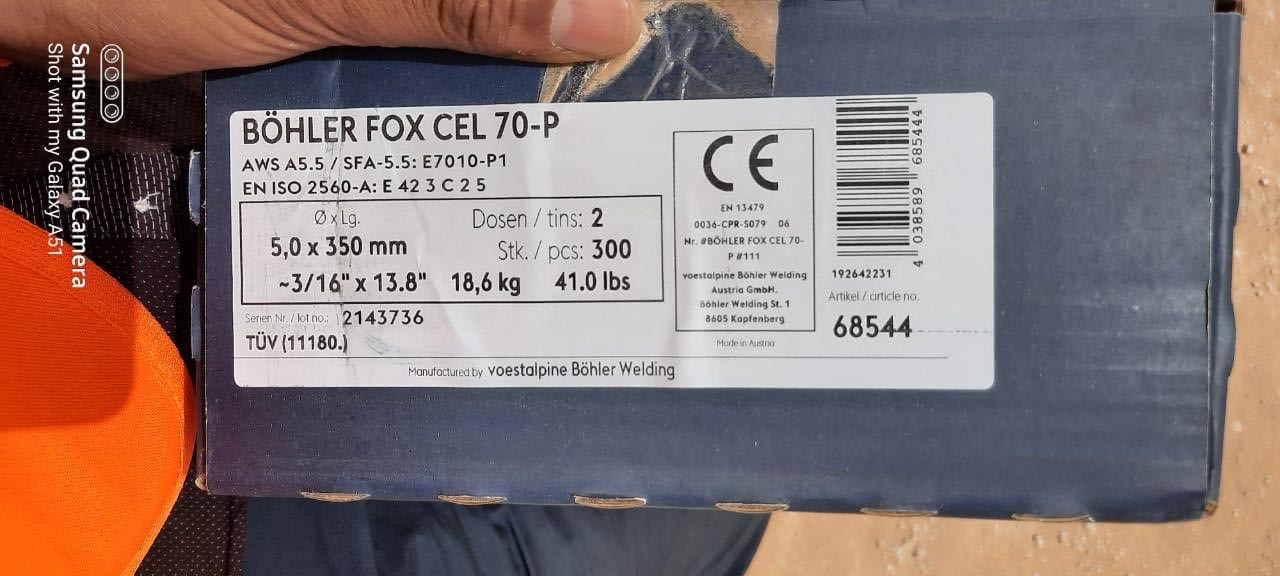 BÖHLER FOX CEL 70-P
AWS A5.5 / SFA-5.5: E7010-P1
EN ISO 2560-A: E 42 3 C 2 5
Ø x Lg.
5,0 x 350 mm
~3/16" x 13.8"
Dosen / tins: 2
Stk. / pcs: 300
18,6 kg 41.0 lbs
Serien Nr. / lot no.: 2143736
TÜV (11180.)
CE
EN 13479
0036-CPR-S079 06
Nr. #BÖHLER FOX CEL 70-
P #111
voestalpine Böhler Welding
Austria GmbH.
Böhler Welding St. 1
8605 Kapfenberg
Made in Austria
4 038589 685444
192642231
Artikel / article no.
68544
Manufactured by voestalpine Böhler Welding
Samsung Quad Camera
Shot with my Galaxy A51